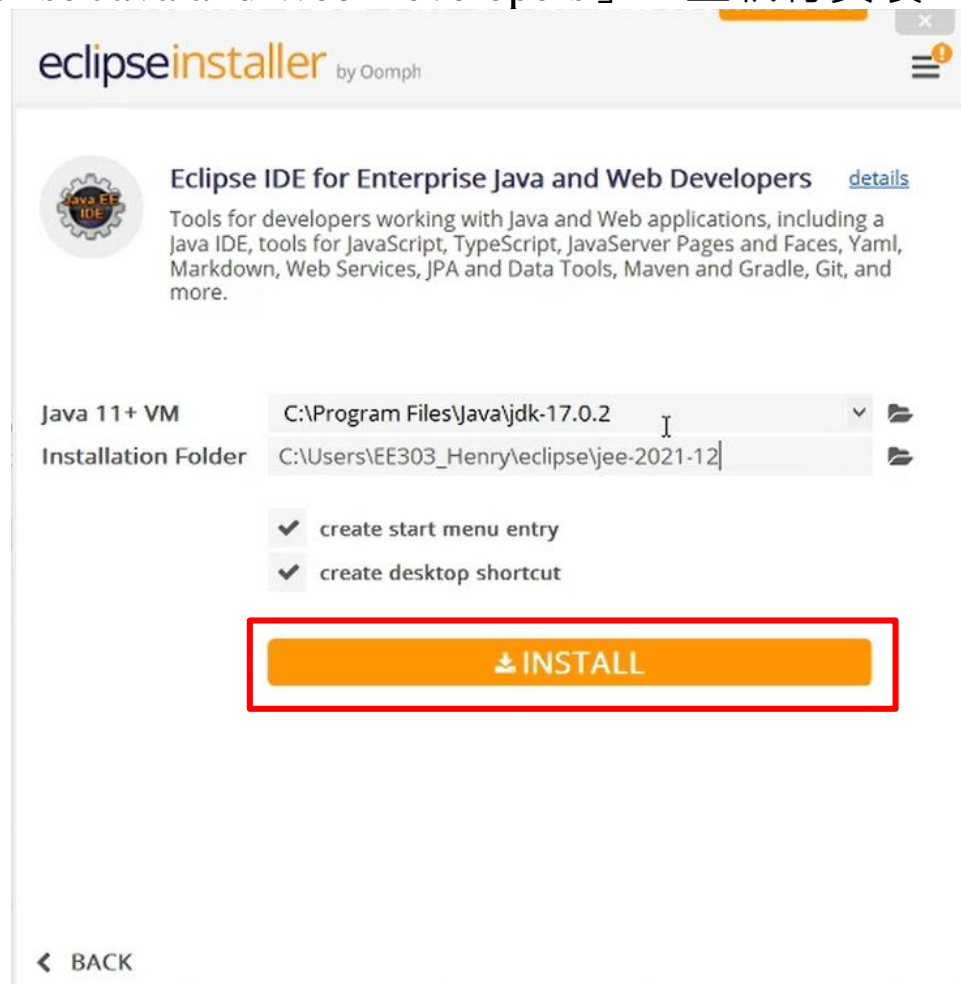 eclipseinstaller by Oomph
Eclipse IDE for Enterprise Java and Web Developers details
Tools for developers working with Java and Web applications, including a
Java IDE, tools for JavaScript, TypeScript, JavaServer Pages and Faces, Yaml,
Markdown, Web Services, JPA and Data Tools, Maven and Gradle, Git, and
more.
Java EE
IDE
Java 11+ VM C:\Program Files\Java\jdk-17.0.2
Installation Folder C:\Users\EE303_Henry\eclipse\jee-2021-12
create start menu entry
create desktop shortcut
INSTALL
BACK